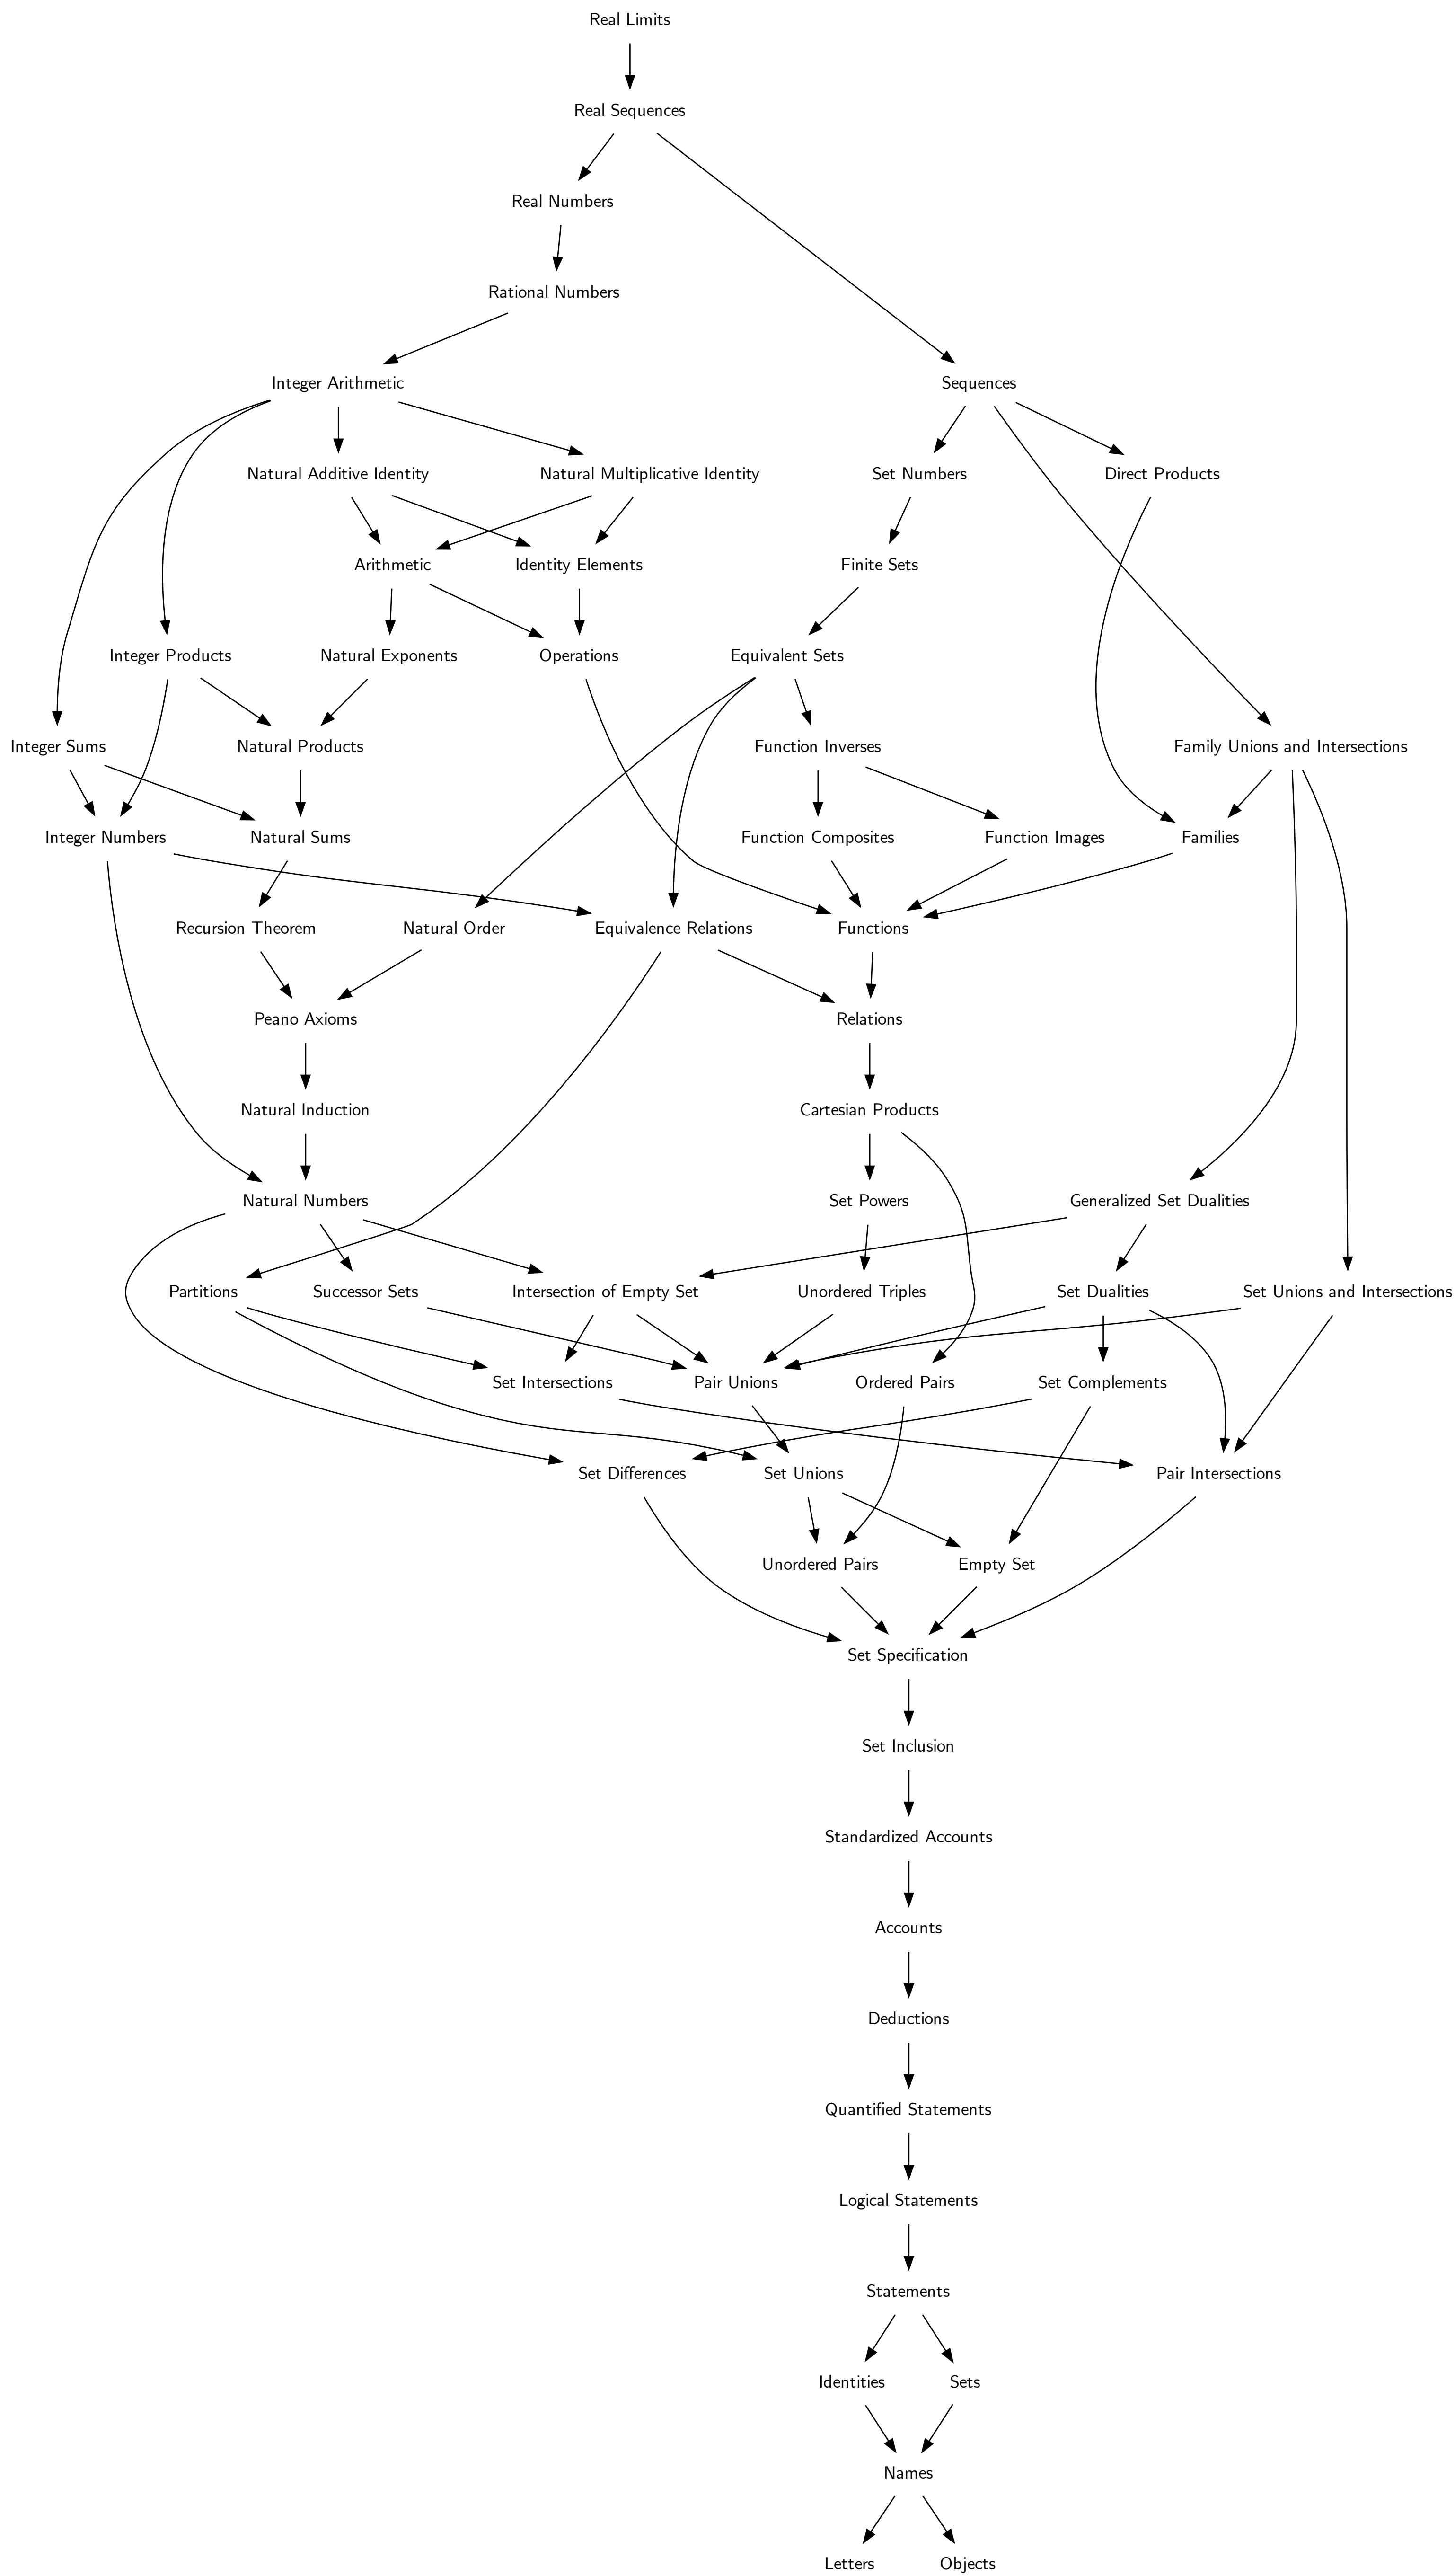 Real Limits
Real Sequences
Real Numbers
Rational Numbers
Integer Arithmetic
Sequences
Natural Additive Identity
Natural Multiplicative Identity
Set Numbers
Direct Products
Arithmetic
Identity Elements
Finite Sets
Integer Products
Natural Exponents
Operations
Equivalent Sets
Integer Sums
Natural Products
Function Inverses
Family Unions and Intersections
Integer Numbers
Natural Sums
Function Composites
Function Images
Families
Recursion Theorem
Natural Order
Equivalence Relations
Functions
Peano Axioms
Relations
Natural Induction
Cartesian Products
Natural Numbers
Set Powers
Generalized Set Dualities
Partitions
Successor Sets
Intersection of Empty Set
Unordered Triples
Set Dualities
Set Unions and Intersections
Set Intersections
Pair Unions
Ordered Pairs
Set Complements
Set Differences
Set Unions
Pair Intersections
Unordered Pairs
Empty Set
Set Specification
Set Inclusion
Standardized Accounts
Accounts
Deductions
Quantified Statements
Logical Statements
Statements
Identities
Sets
Names
Letters
Objects